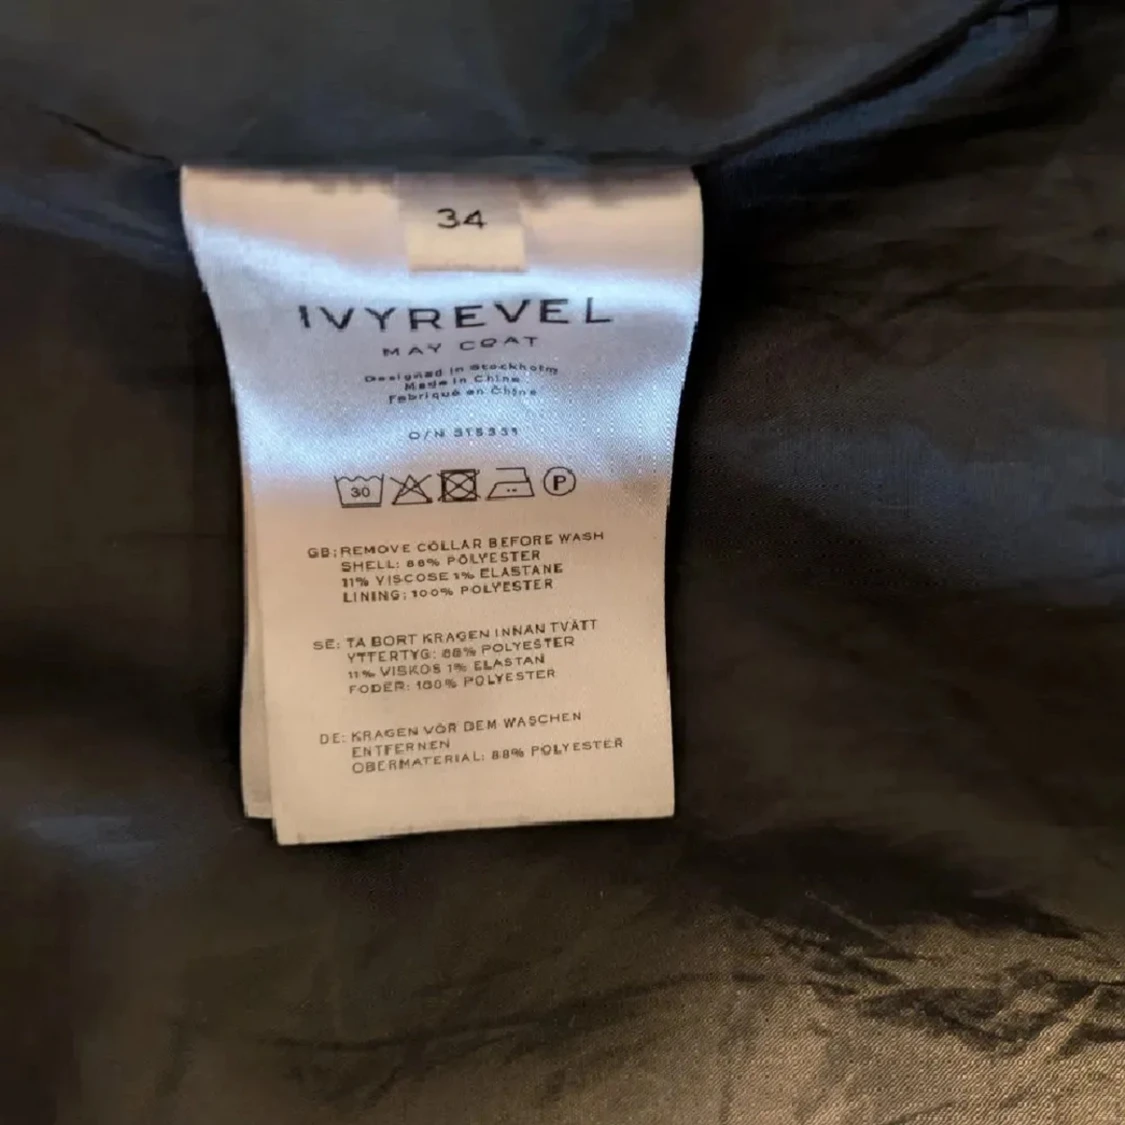 34
IVYREVEL
MAY COAT
Designed in Stockholm
Made in China
Fabriqué en Chine
O/N
30
P
GB: REMOVE COLLAR BEFORE WASH
SHELL: 88% POLYESTER
11% VISCOSE 1% ELASTANE
LINING: 100% POLYESTER
SE: TA BORT KRAGEN INNAN TVÄTT
YTTERTYG: 88% POLYESTER
11% VISKOS 1% ELASTAN
FODER: 100% POLYESTER
DE: KRAGEN VOR DEM WASCHEN
ENTFERNEN
OBERMATERIAL: 88% POLYESTER